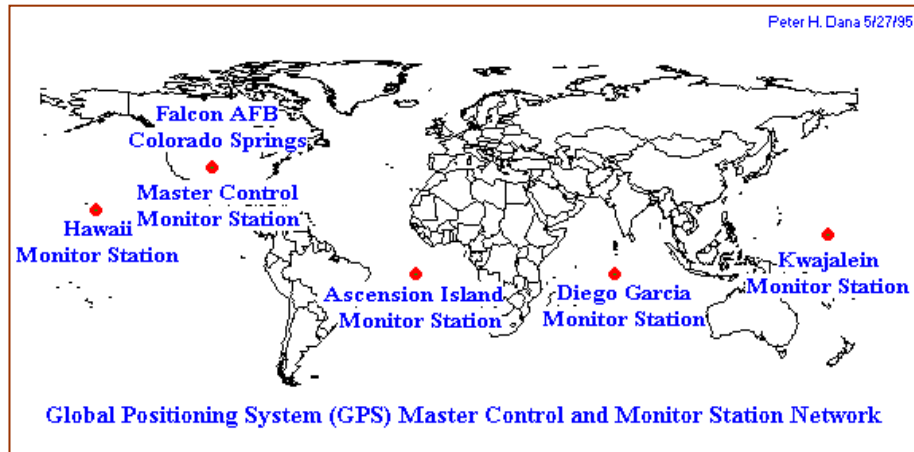 Peter H. Dana 5/27/95
Falcon AFB
Colorado Springs
Master Control
Monitor Station
Hawaii
Monitor Station
Ascension Island
Monitor Station
Diego Garcia
Monitor Station
Kwajalein
Monitor Station
Global Positioning System (GPS) Master Control and Monitor Station Network